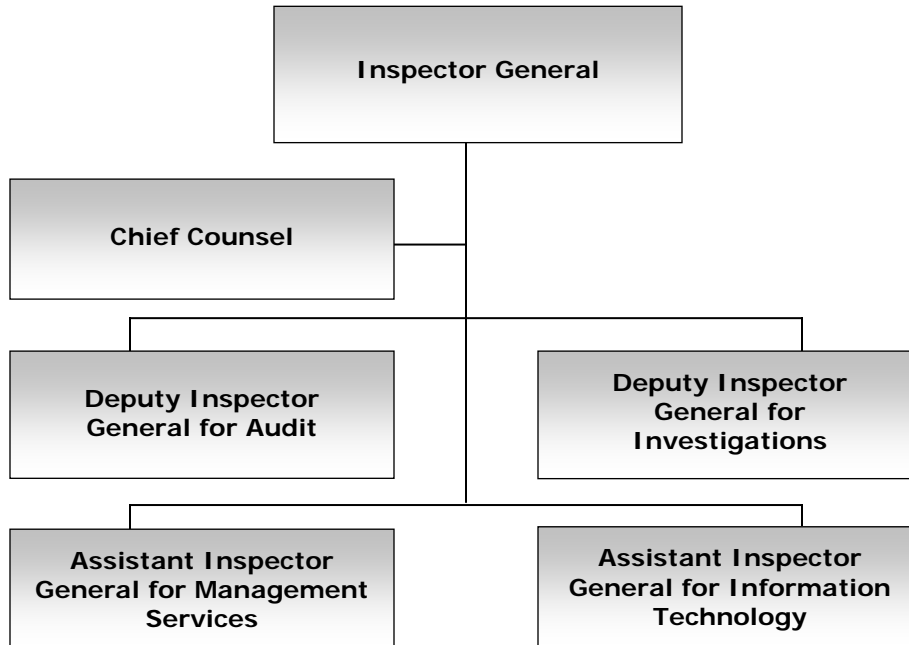 Inspector General
Chief Counsel
Deputy Inspector
General for Audit
Deputy Inspector
General for
Investigations
Assistant Inspector
General for Management
Services
Assistant Inspector
General for Information
Technology